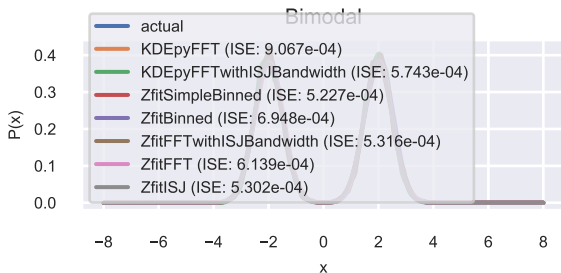 Bimodal
actual
KDEpyFFT (ISE: 9.067e-04)
KDEpyFFTwithISJBandwidth (ISE: 5.743e-04)
ZfitSimpleBinned (ISE: 5.227e-04)
ZfitBinned (ISE: 6.948e-04)
ZfitFFTwithISJBandwidth (ISE: 5.316e-04)
ZfitFFT (ISE: 6.139e-04)
ZfitISJ (ISE: 5.302e-04)
P(x)
0.4
0.3
0.2
0.1
0.0
−8 −6 −4 −2 0 2 4 6 8
x